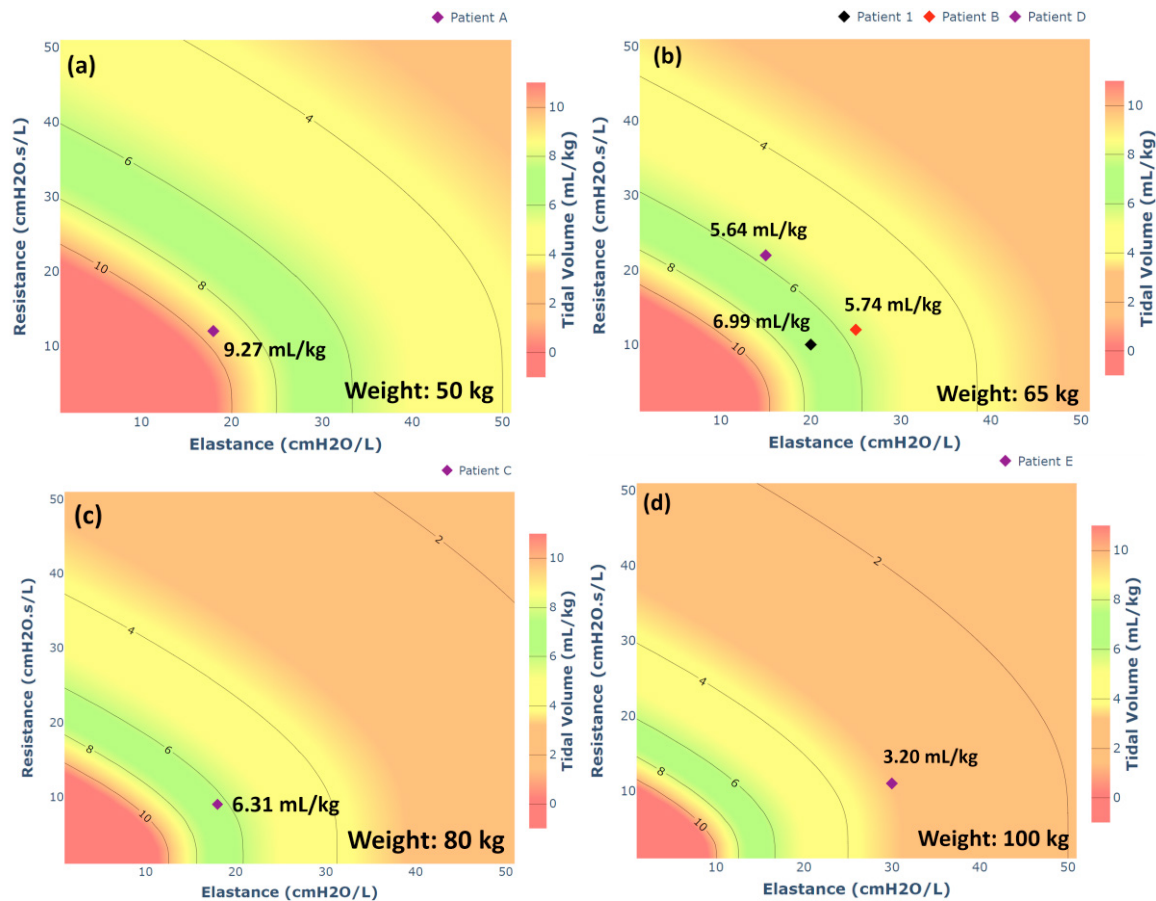 Patient A
(a)
50
40
30
20
10
Resistance (cmH2O.s/L)
10
20
30
40
50
Elastance (cmH2O/L)
4
6
8
10
9.27 mL/kg
Weight: 50 kg
10
8
6
4
2
0
Tidal Volume (mL/kg)
Patient 1 Patient B Patient D
(b)
50
40
30
20
10
Resistance (cmH2O.s/L)
10
20
30
40
50
Elastance (cmH2O/L)
4
6
8
10
5.64 mL/kg
5.74 mL/kg
6.99 mL/kg
Weight: 65 kg
10
8
6
4
2
0
Tidal Volume (mL/kg)
Patient C
(c)
50
40
30
20
10
Resistance (cmH2O.s/L)
10
20
30
40
50
Elastance (cmH2O/L)
2
4
6
8
10
6.31 mL/kg
Weight: 80 kg
10
8
6
4
2
0
Tidal Volume (mL/kg)
Patient E
(d)
50
40
30
20
10
Resistance (cmH2O.s/L)
10
20
30
40
50
Elastance (cmH2O/L)
2
4
6
8
10
3.20 mL/kg
Weight: 100 kg
10
8
6
4
2
0
Tidal Volume (mL/kg)